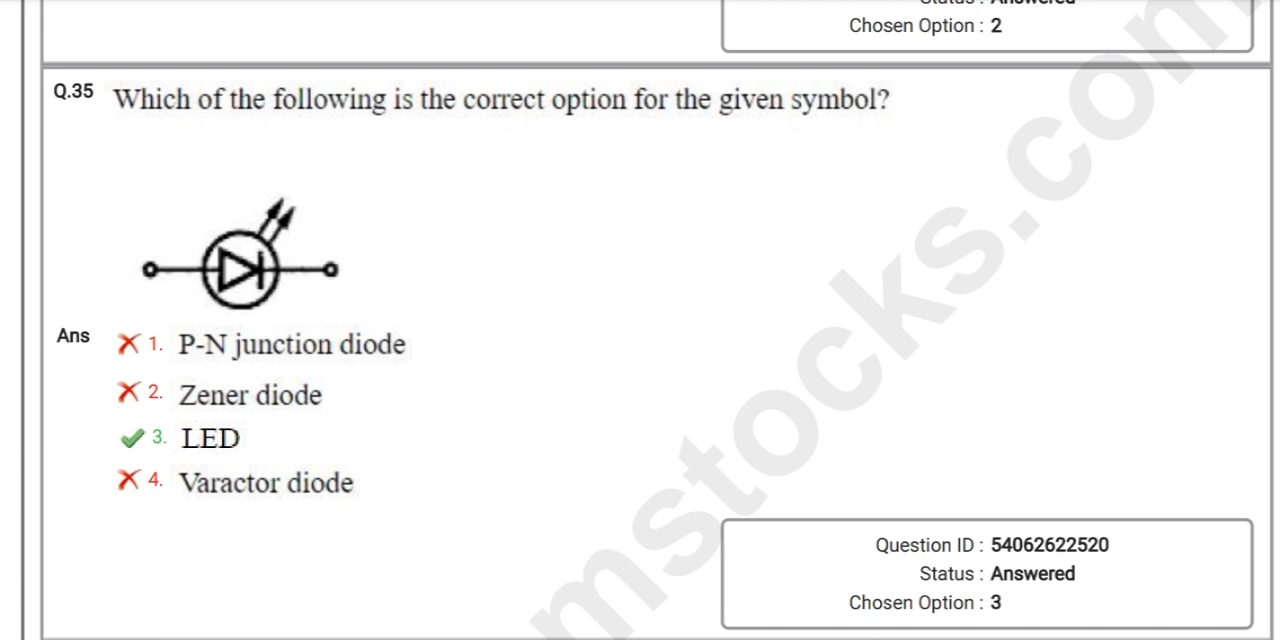 Chosen Option : 2
Q.35 Which of the following is the correct option for the given symbol?
Ans
1. P-N junction diode
2. Zener diode
3. LED
4. Varactor diode
mstocks.com
Question ID : 54062622520
Status : Answered
Chosen Option : 3